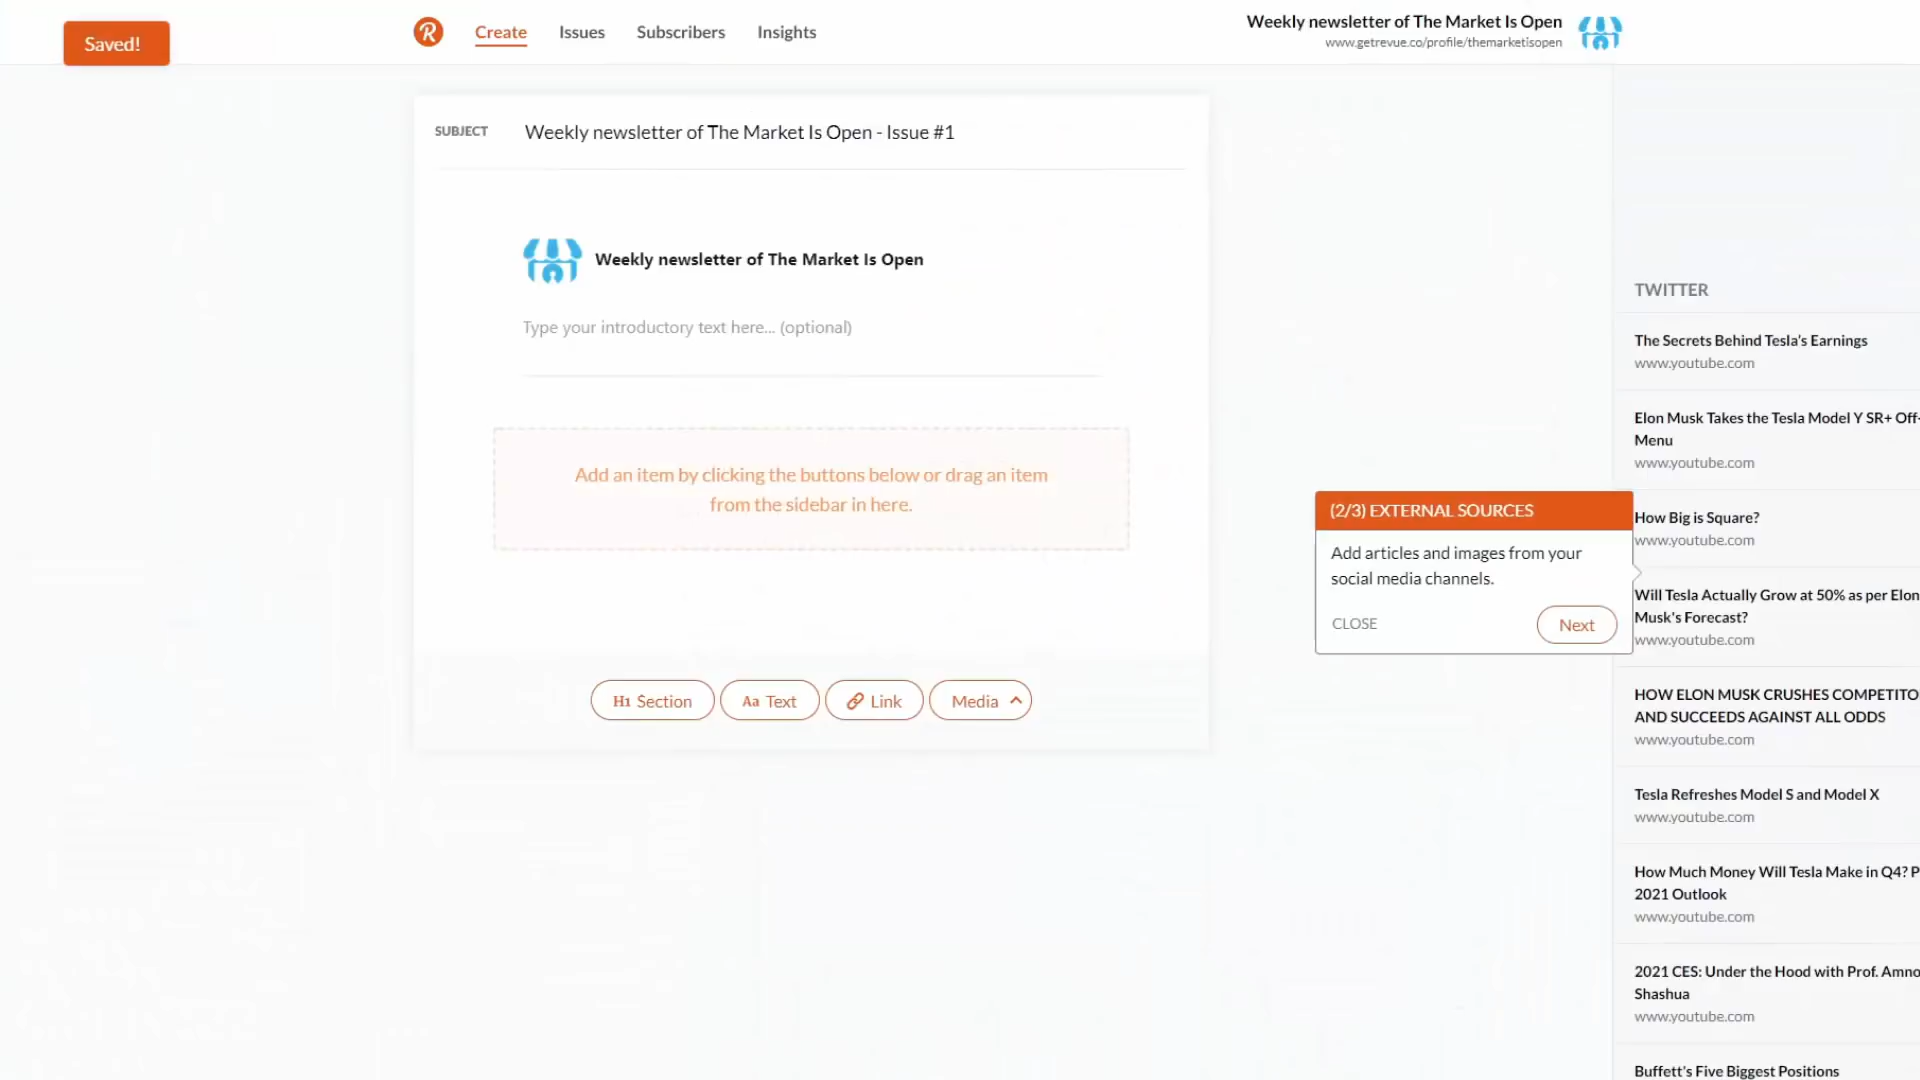 Saved!
Create
Issues
Subscribers
Insights
Weekly newsletter of The Market Is Open
www.getrevue.co/profile/themarketisopen
SUBJECT
Weekly newsletter of The Market Is Open - Issue #1
Weekly newsletter of The Market Is Open
Type your introductory text here... (optional)
Add an item by clicking the buttons below or drag an item
from the sidebar in here.
H1 Section
Aa Text
Link
Media
(2/3) EXTERNAL SOURCES
Add articles and images from your
social media channels.
CLOSE
Next
TWITTER
The Secrets Behind Tesla's Earnings
www.youtube.com
Elon Musk Takes the Tesla Model Y SR+ Off-
Menu
www.youtube.com
How Big is Square?
www.youtube.com
Will Tesla Actually Grow at 50% as per Elon
Musk's Forecast?
www.youtube.com
HOW ELON MUSK CRUSHES COMPETITO
AND SUCCEEDS AGAINST ALL ODDS
www.youtube.com
Tesla Refreshes Model S and Model X
www.youtube.com
How Much Money Will Tesla Make in Q4? P
2021 Outlook
www.youtube.com
2021 CES: Under the Hood with Prof. Amno
Shashua
www.youtube.com
Buffett's Five Biggest Positions